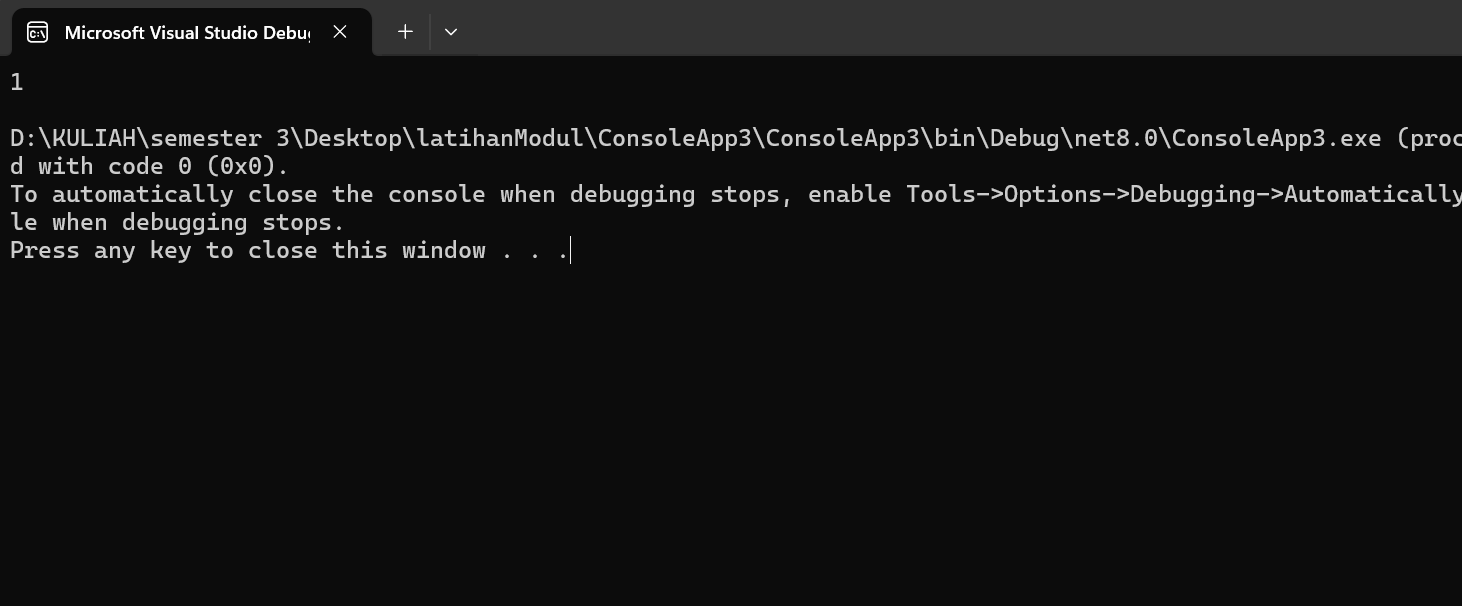 Microsoft Visual Studio Debu
1
D:\KULIAH\semester 3\Desktop\latihanModul\ConsoleApp3\ConsoleApp3\bin\Debug\net8.0\ConsoleApp3.exe (proc
d with code 0 (0x0).
To automatically close the console when debugging stops, enable Tools->Options->Debugging->Automatically
le when debugging stops.
Press any key to close this window . . .